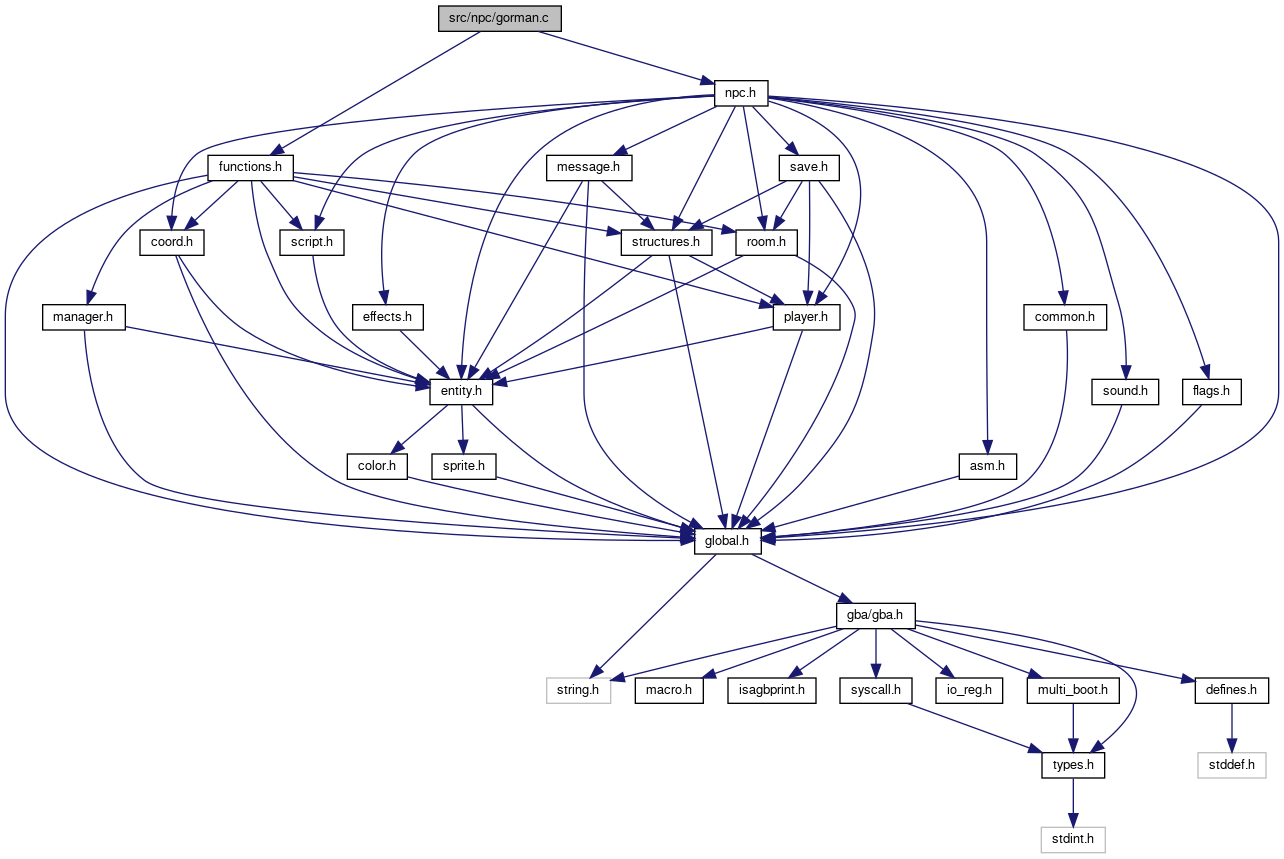 src/npc/gorman.c
npc.h
functions.h
message.h
save.h
coord.h
script.h
structures.h
room.h
manager.h
effects.h
player.h
common.h
entity.h
sound.h
flags.h
color.h
sprite.h
asm.h
global.h
gba/gba.h
string.h
macro.h
isagbprint.h
syscall.h
io_reg.h
multi_boot.h
defines.h
types.h
stddef.h
stdint.h